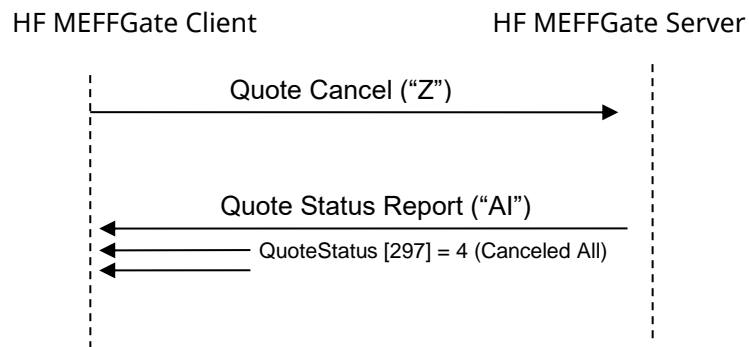 HF MEFFGate Client
HF MEFFGate Server
Quote Cancel (“Z”)
Quote Status Report (“AI”)
QuoteStatus [297] = 4 (Canceled All)